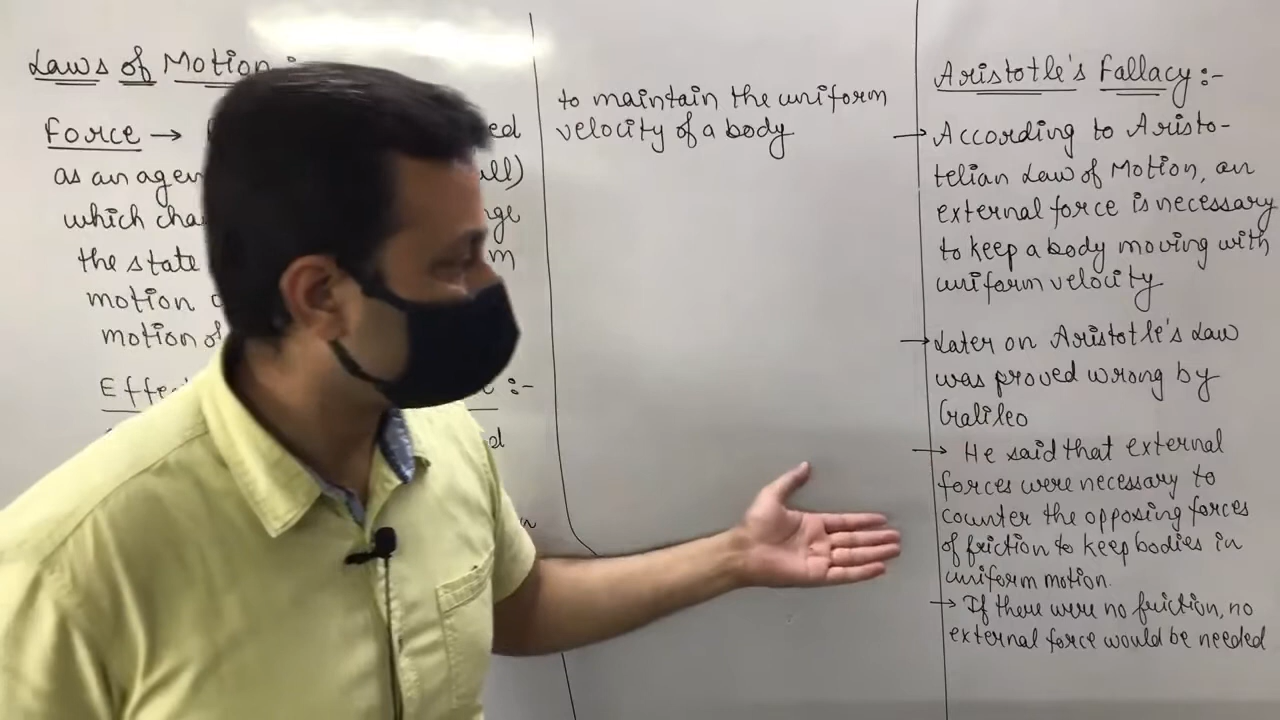 Laws of Motion :
Force →
as an agen
which cha
the state
motion
motion of
Effe :-
to maintain the uniform
velocity of a body
Aristotle's Fallacy :-
→ According to Aristo-
telian Law of Motion, an
external force is necessary
to keep a body moving with
uniform velocity
→ Later on Aristotle's Law
was proved wrong by
Galileo
→ He said that external
forces were necessary to
counter the opposing forces
of friction to keep bodies in
uniform motion.
→ If there were no friction, no
external force would be needed